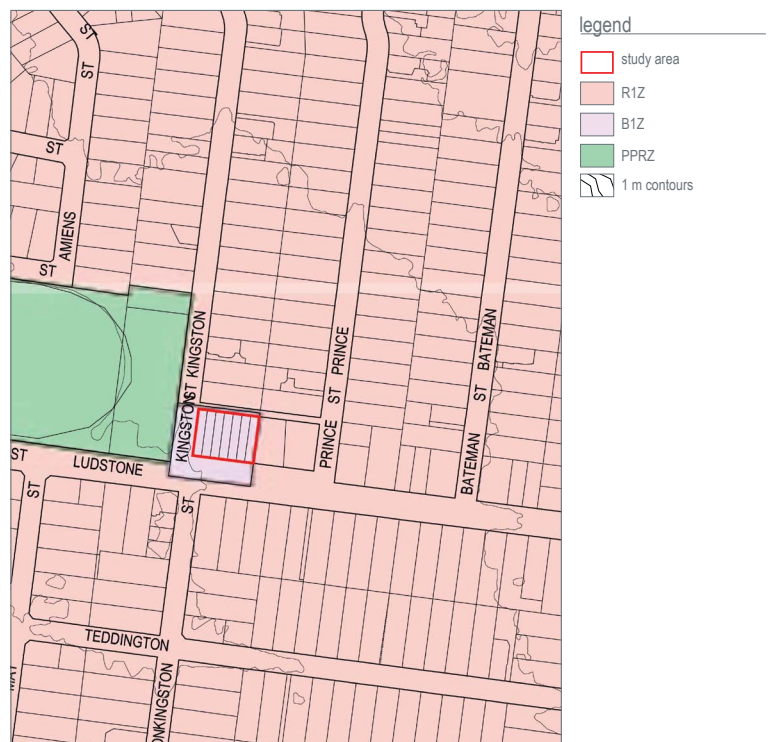 legend
study area
R1Z
B1Z
PPRZ
1 m contours
ST
ST
ST
AMIENS
ST
KINGSTON
ST
KINGSTON
PRINCE
ST
PRINCE
BATEMAN
ST
BATEMAN
ST
LUDSTONE
ST
ST
TEDDINGTON
ONKINGSTON